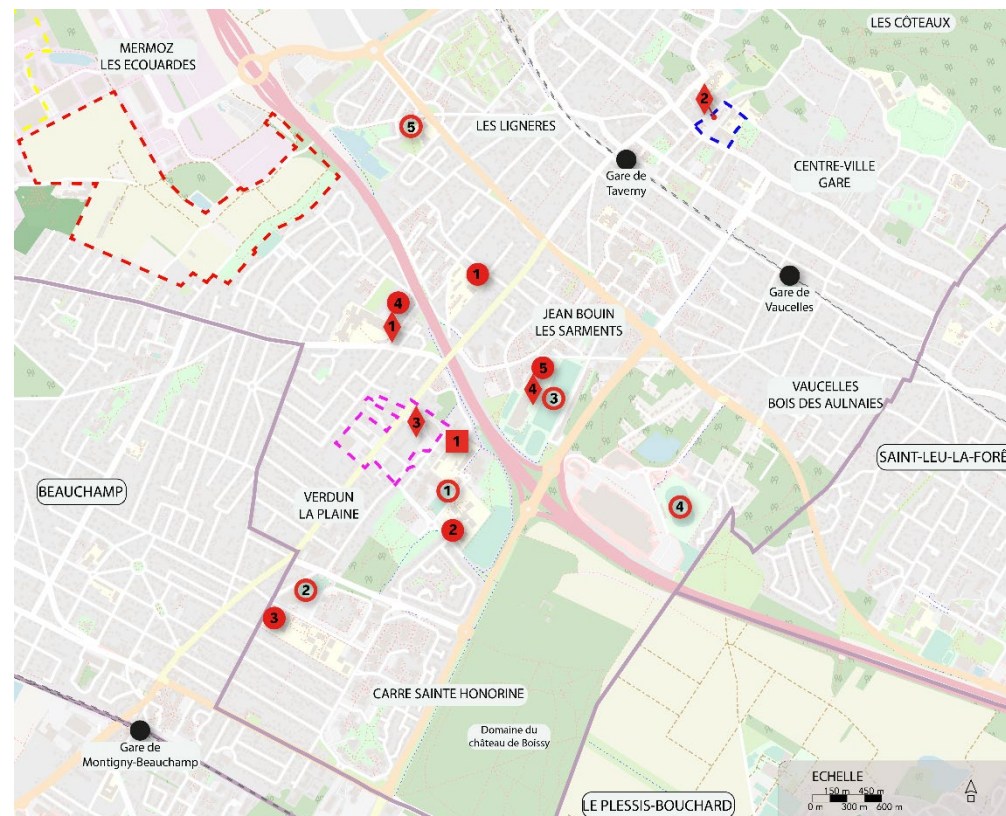 LES CÔTEAUX
MERMOZ
LES ECOUARDES
2
5
LES LIGNERES
Gare de
Taverny
CENTRE-VILLE
GARE
1
Gare de
Vaucelles
4
1
JEAN BOUIN
LES SARMENTS
5
4
3
VAUCELLES
BOIS DES AULNAIES
3
1
SAINT-LEU-LA-FORÊ
BEAUCHAMP
1
VERDUN
LA PLAINE
4
2
2
3
CARRE SAINTE HONORINE
Domaine du
château de Boissy
Gare de
Montigny-Beauchamp
LE PLESSIS-BOUCHARD
ECHELLE
150 m 450 m
0 m 300 m 600 m